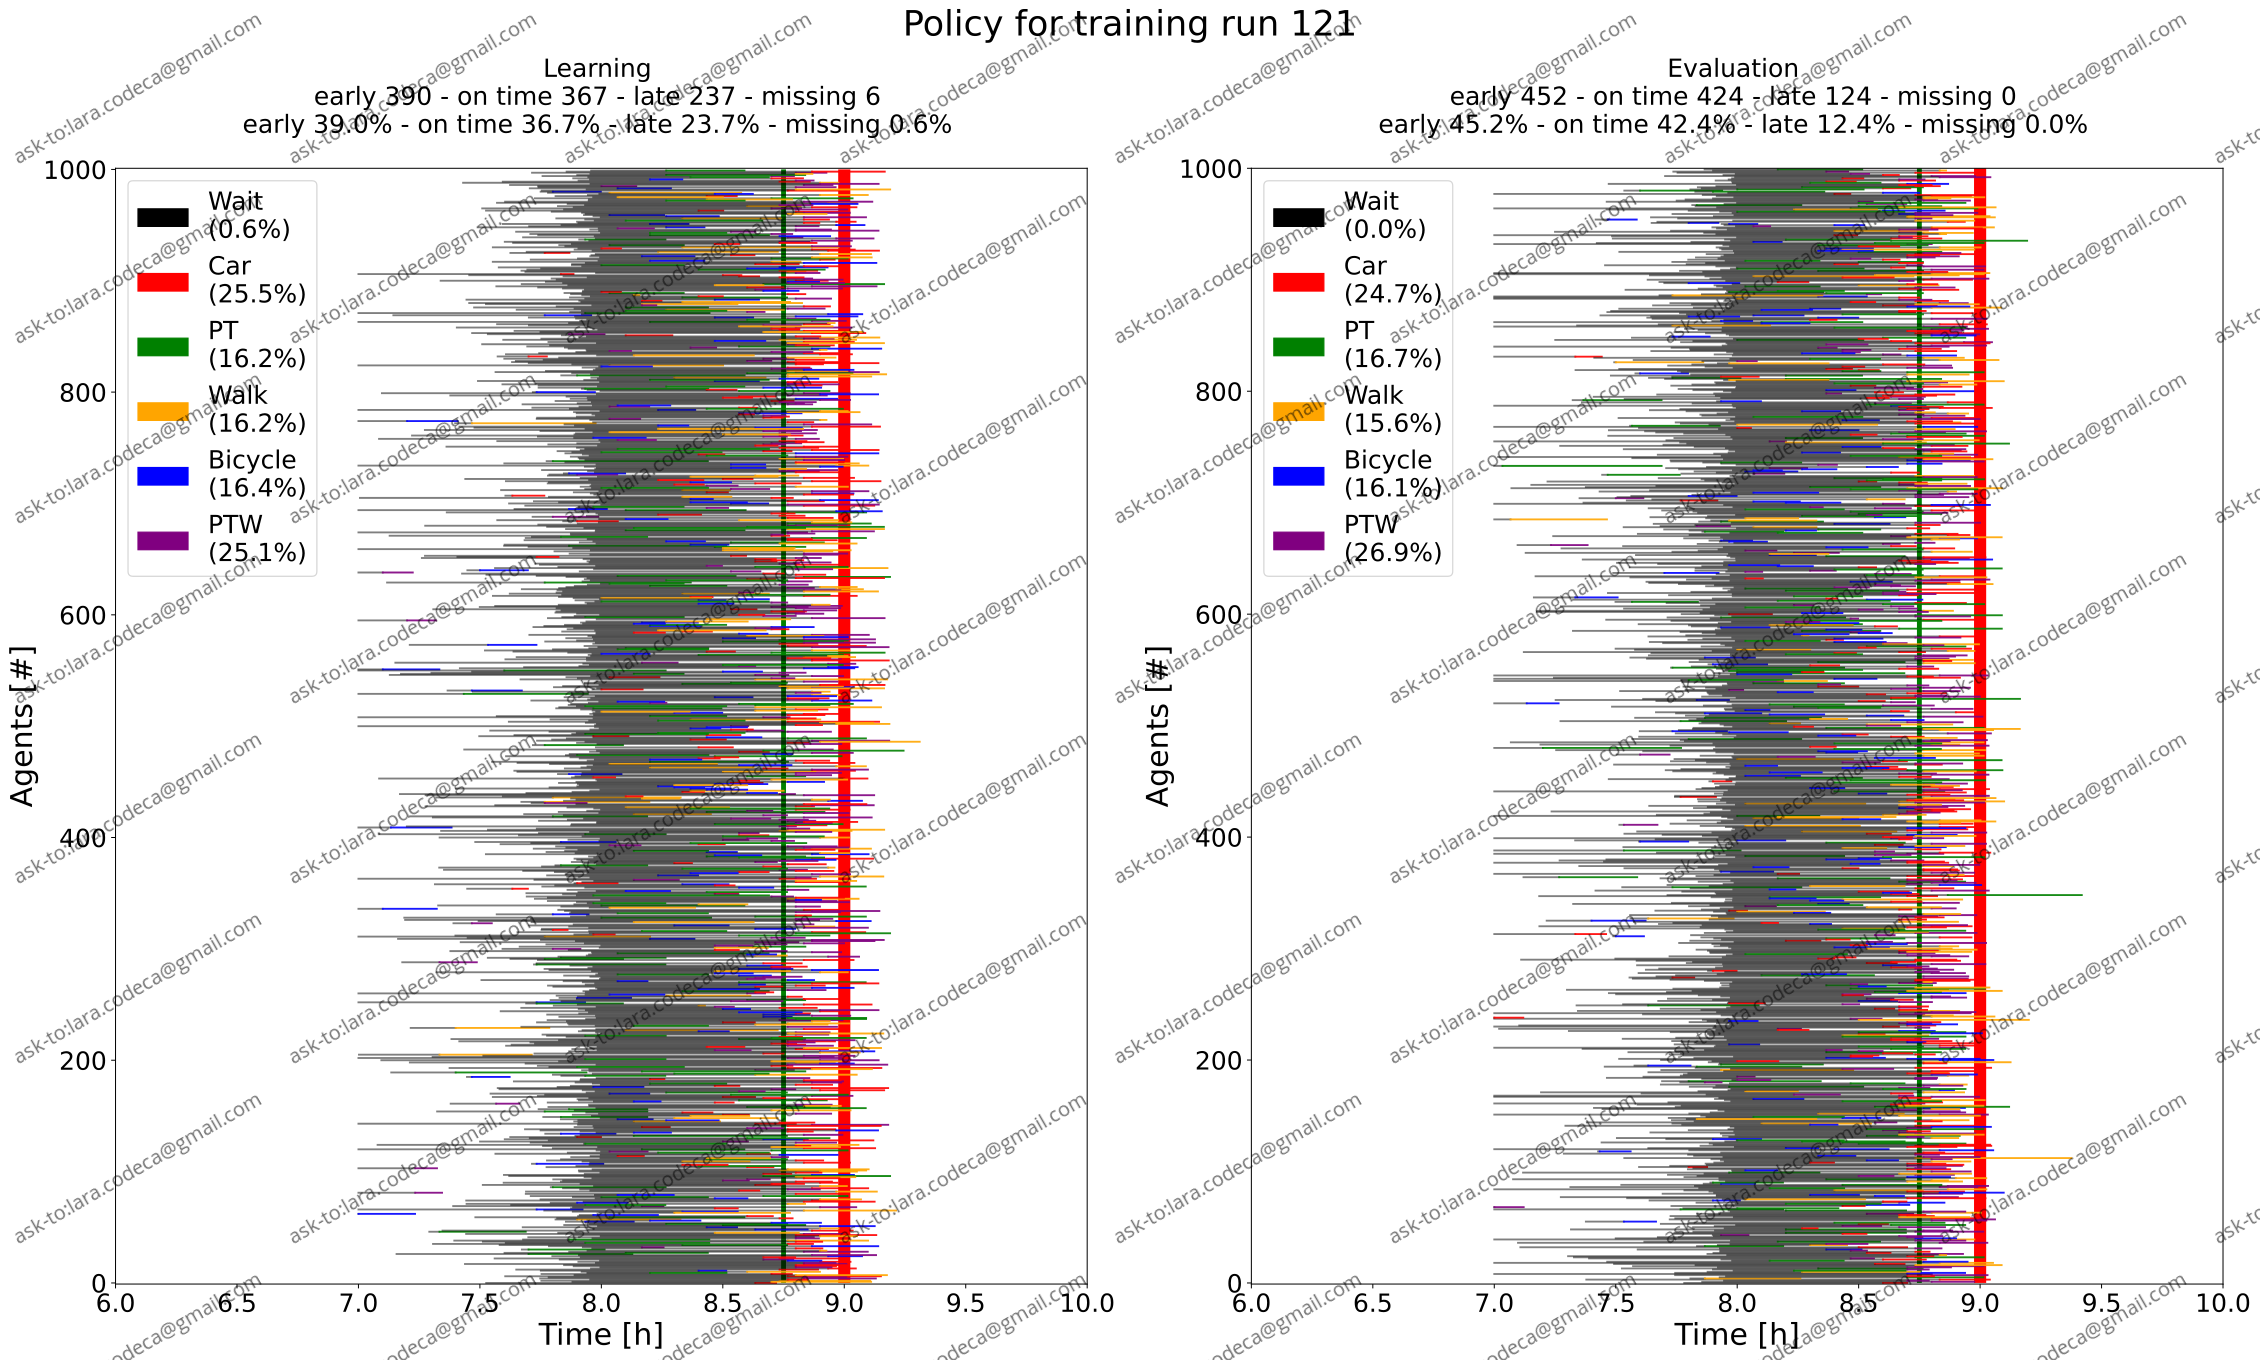 Policy for training run 121
Learning
early 390 - on time 367 - late 237 - missing 6
early 39.0% - on time 36.7% - late 23.7% - missing 0.6%
Agents [#]
1000
800
600
400
200
0
Wait
(0.6%)
Car
(25.5%)
PT
(16.2%)
Walk
(16.2%)
Bicycle
(16.4%)
PTW
(25.1%)
6.0 6.5 7.0 7.5 8.0 8.5 9.0 9.5 10.0
Time [h]
Evaluation
early 452 - on time 424 - late 124 - missing 0
early 45.2% - on time 42.4% - late 12.4% - missing 0.0%
Agents [#]
1000
800
600
400
200
0
Wait
(0.0%)
Car
(24.7%)
PT
(16.7%)
Walk
(15.6%)
Bicycle
(16.1%)
PTW
(26.9%)
6.0 6.5 7.0 7.5 8.0 8.5 9.0 9.5 10.0
Time [h]
ask-to:lara.codeca@gmail.com